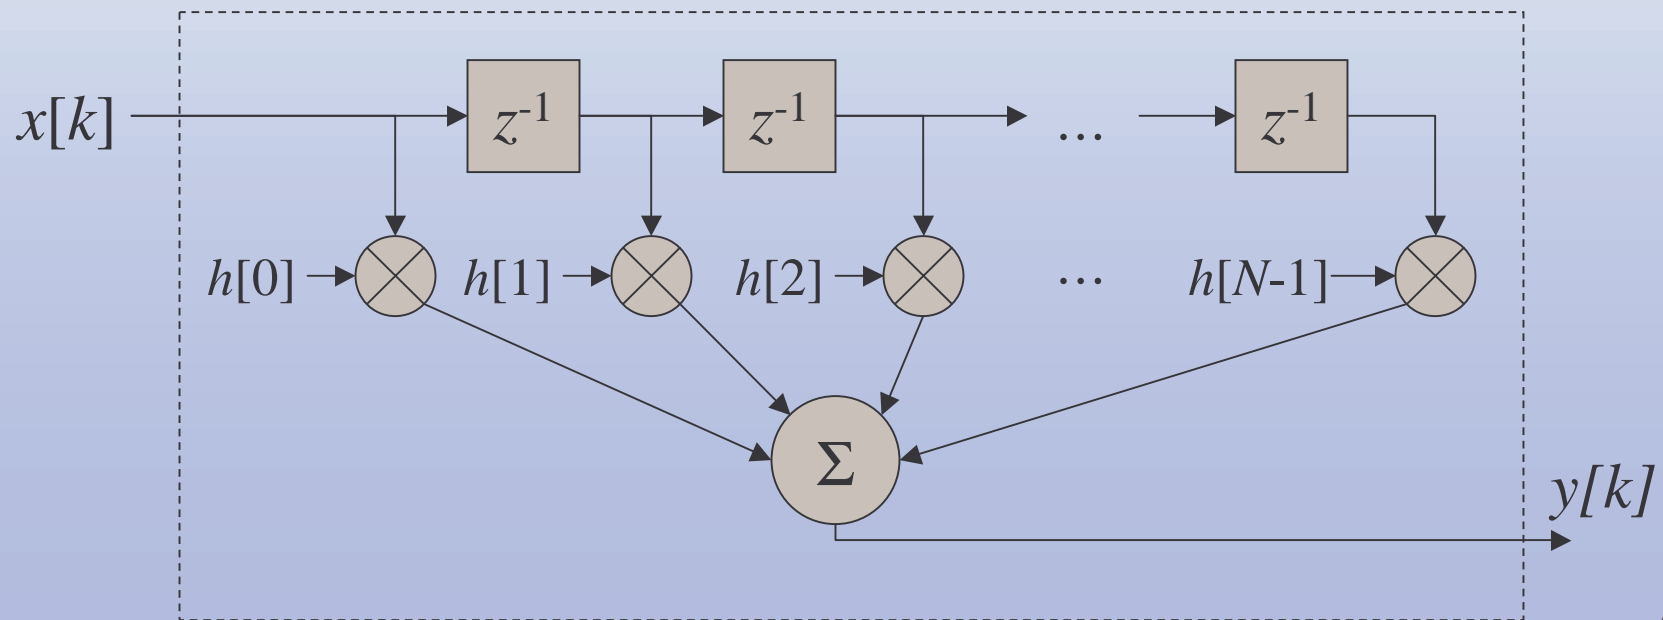 x[k]
z⁻¹ z⁻¹ ... z⁻¹
h[0] h[1] h[2] ... h[N-1]
Σ
y[k]